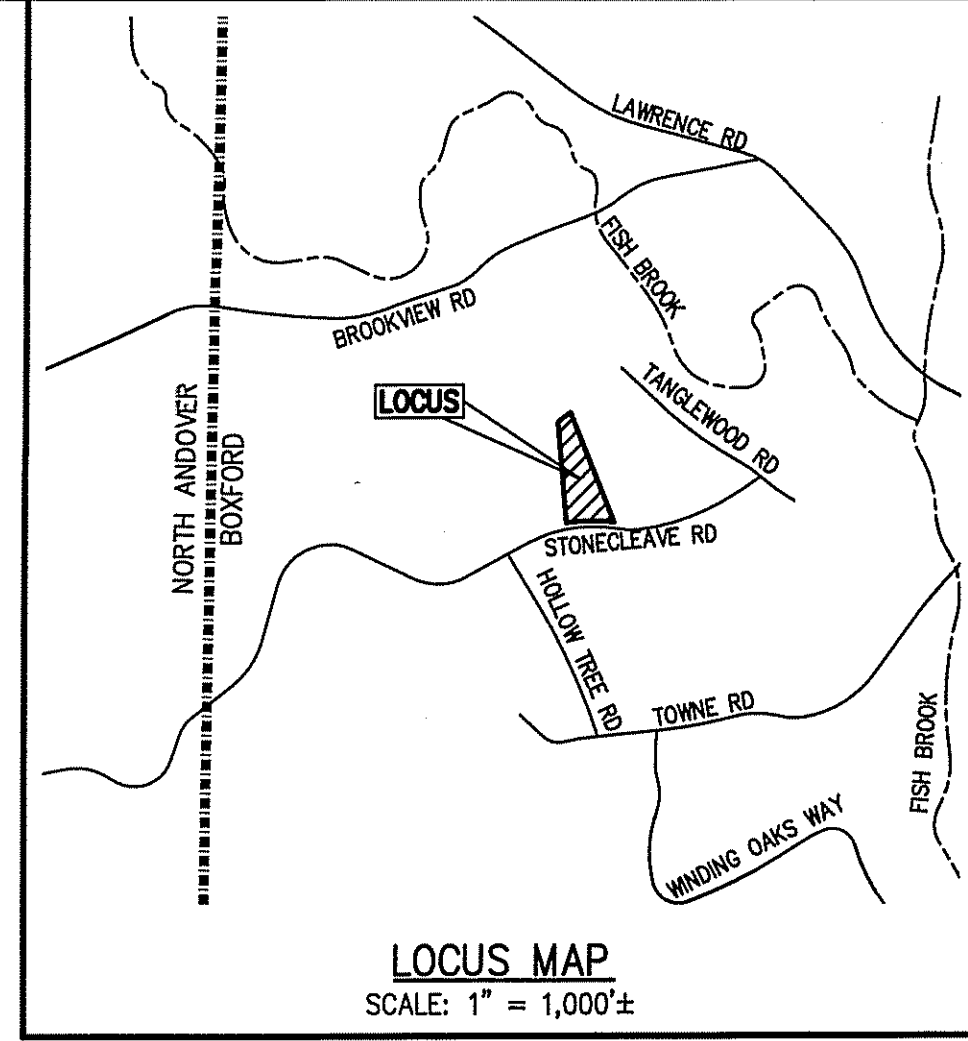 LAWRENCE RD
FISH BROOK
BROOKVIEW RD
TANGLEWOOD RD
LOCUS
NORTH ANDOVER
BOXFORD
STONECLEAVE RD
HOLLOW TREE RD
TOWNE RD
FISH BROOK
WINDING OAKS WAY
LOCUS MAP
SCALE: 1" = 1,000'±